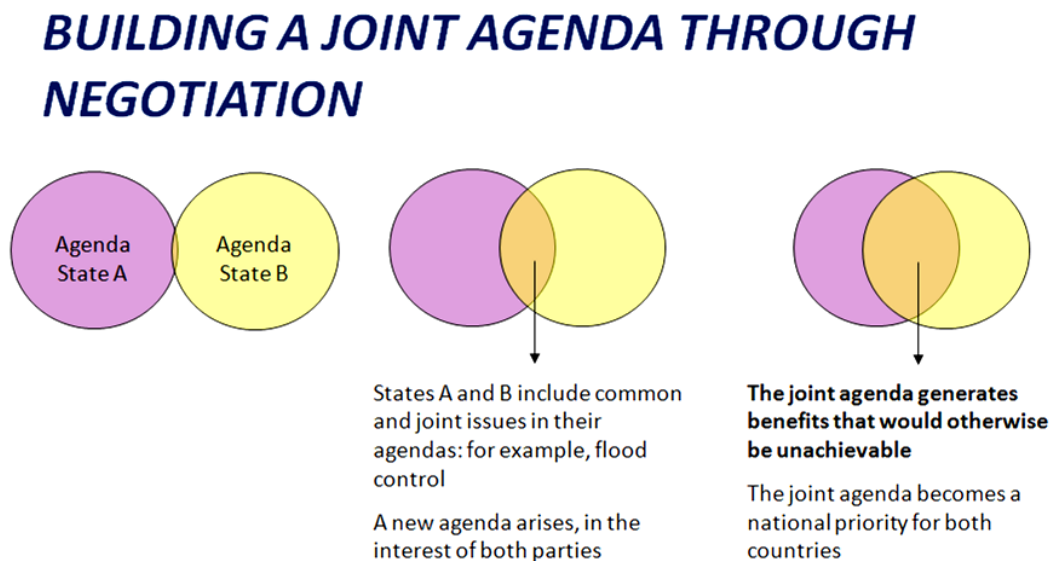 BUILDING A JOINT AGENDA THROUGH
NEGOTIATION
Agenda
State A
Agenda
State B
States A and B include common
and joint issues in their
agendas: for example, flood
control
A new agenda arises, in the
interest of both parties
The joint agenda generates
benefits that would otherwise
be unachievable
The joint agenda becomes a
national priority for both
countries